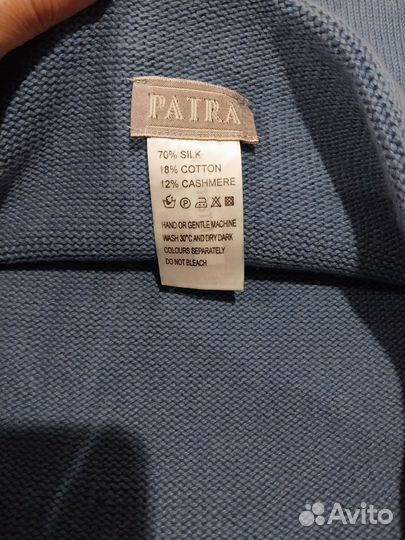 PATRA
70% SILK
18% COTTON
12% CASHMERE
HAND OR GENTLE MACHINE
WASH 30°C AND DRY DARK
COLOURS SEPARATELY
DO NOT BLEACH
Avito